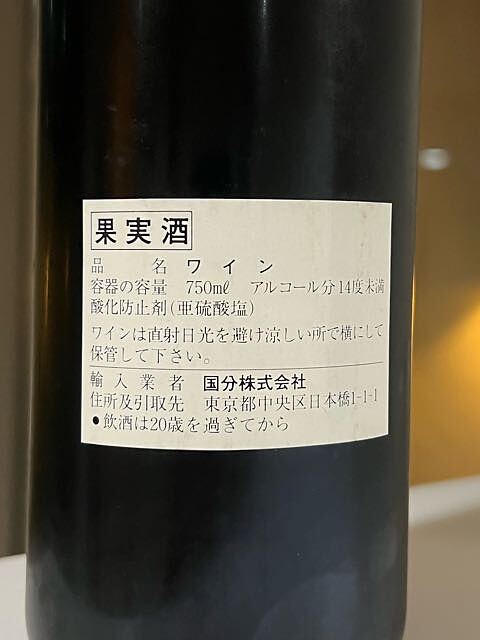 果実酒
品 名 ワイン
容器の容量 750mℓ アルコール分14度未満
酸化防止剤(亜硫酸塩)
ワインは直射日光を避け涼しい所で横にして
保管して下さい。
輸入業者 国分株式会社
住所及引取先 東京都中央区日本橋1-1-1
●飲酒は20歳を過ぎてから